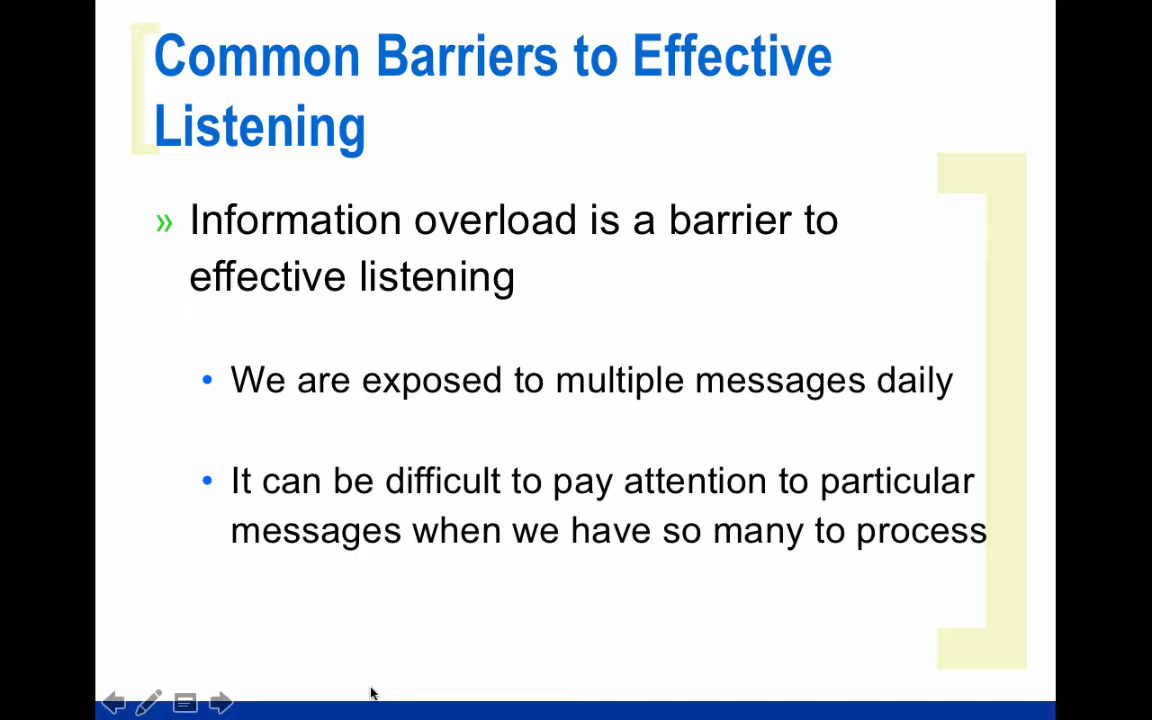 Common Barriers to Effective
Listening
» Information overload is a barrier to
effective listening
• We are exposed to multiple messages daily
• It can be difficult to pay attention to particular
messages when we have so many to process